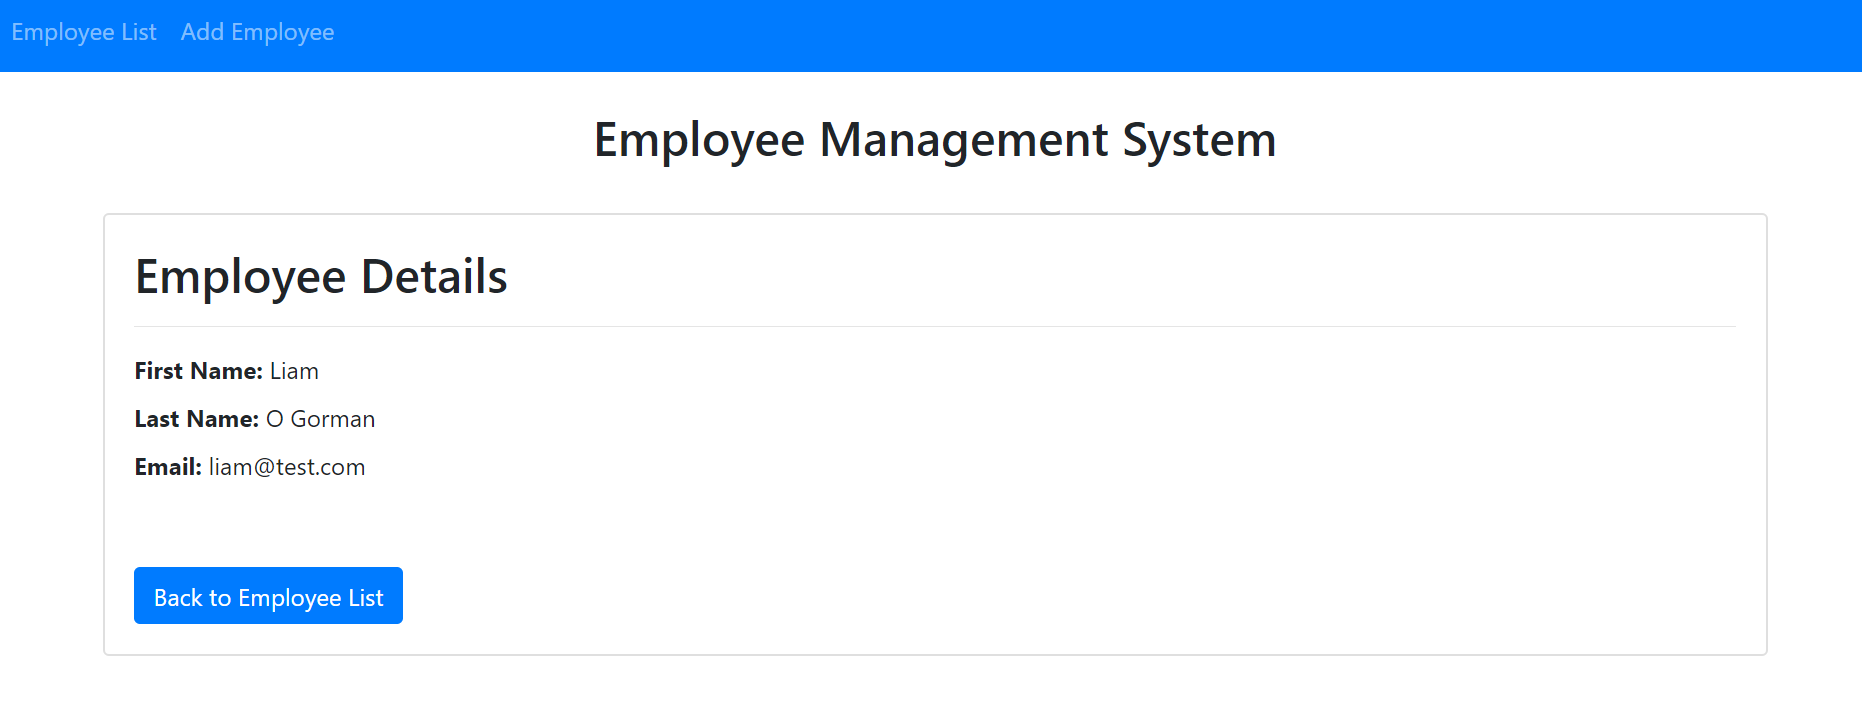 Employee List Add Employee
Employee Management System
Employee Details
First Name: Liam
Last Name: O Gorman
Email: liam@test.com
Back to Employee List